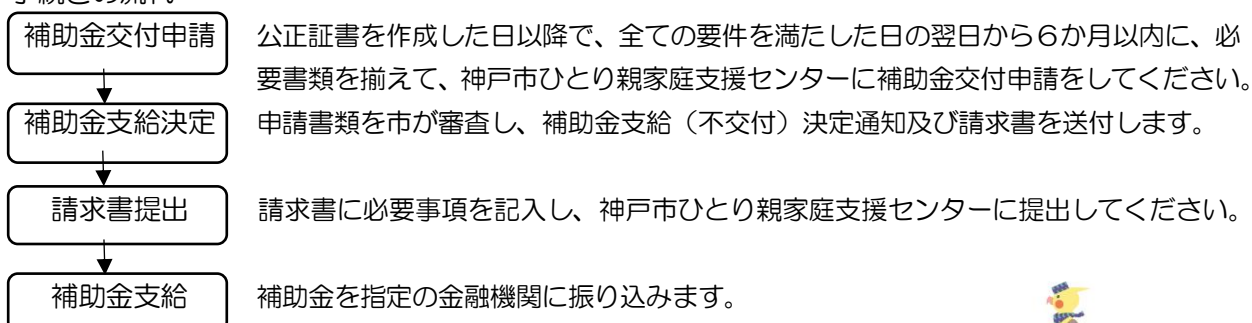 補助金交付申請
公正証書を作成した日以降で、全ての要件を満たした日の翌日から６か月以内に、必
要書類を揃えて、神戸市ひとり親家庭支援センターに補助金交付申請をしてください。
補助金支給決定
申請書類を市が審査し、補助金支給（不交付）決定通知及び請求書を送付します。
請求書提出
請求書に必要事項を記入し、神戸市ひとり親家庭支援センターに提出してください。
補助金支給
補助金を指定の金融機関に振り込みます。